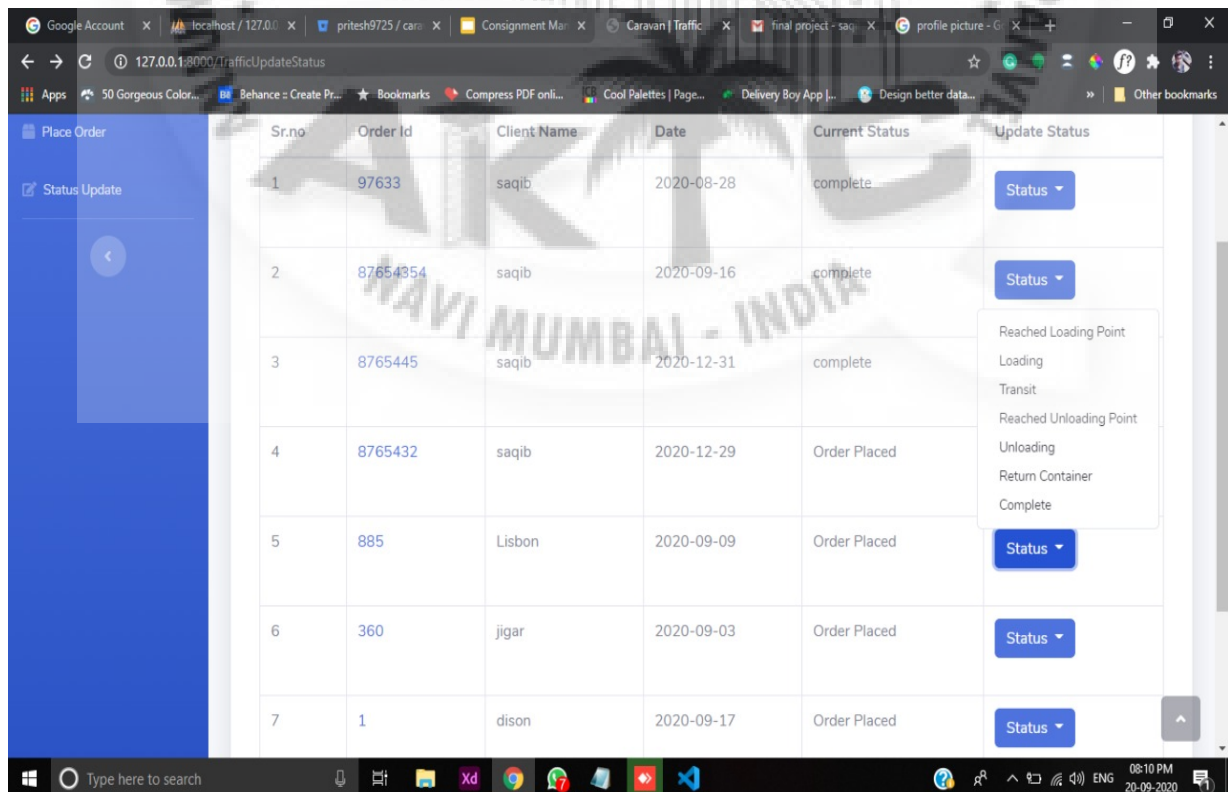 Google Account
localhost / 127.0.0
pritesh9725 / cara
Consignment Mar
Caravan | Traffic
final project - saq
profile picture - G
127.0.0.1:8000/TrafficUpdateStatus
f?
Apps 50 Gorgeous Color... Behance :: Create Pr... Bookmarks Compress PDF onli... Cool Palettes | Page... Delivery Boy App |... Design better data... » Other bookmarks
Place Order
Status Update
Sr.no Order Id Client Name Date Current Status Update Status
1 97633 saqib 2020-08-28 complete Status
2 87654354 saqib 2020-09-16 complete Status
3 8765445 saqib 2020-12-31 complete
4 8765432 saqib 2020-12-29 Order Placed
5 885 Lisbon 2020-09-09 Order Placed Status
6 360 jigar 2020-09-03 Order Placed Status
7 1 dison 2020-09-17 Order Placed Status
Reached Loading Point
Loading
Transit
Reached Unloading Point
Unloading
Return Container
Complete
AKTC
NAVI MUMBAI - INDIA
Type here to search
Xd
7
ENG
08:10 PM
20-09-2020
1